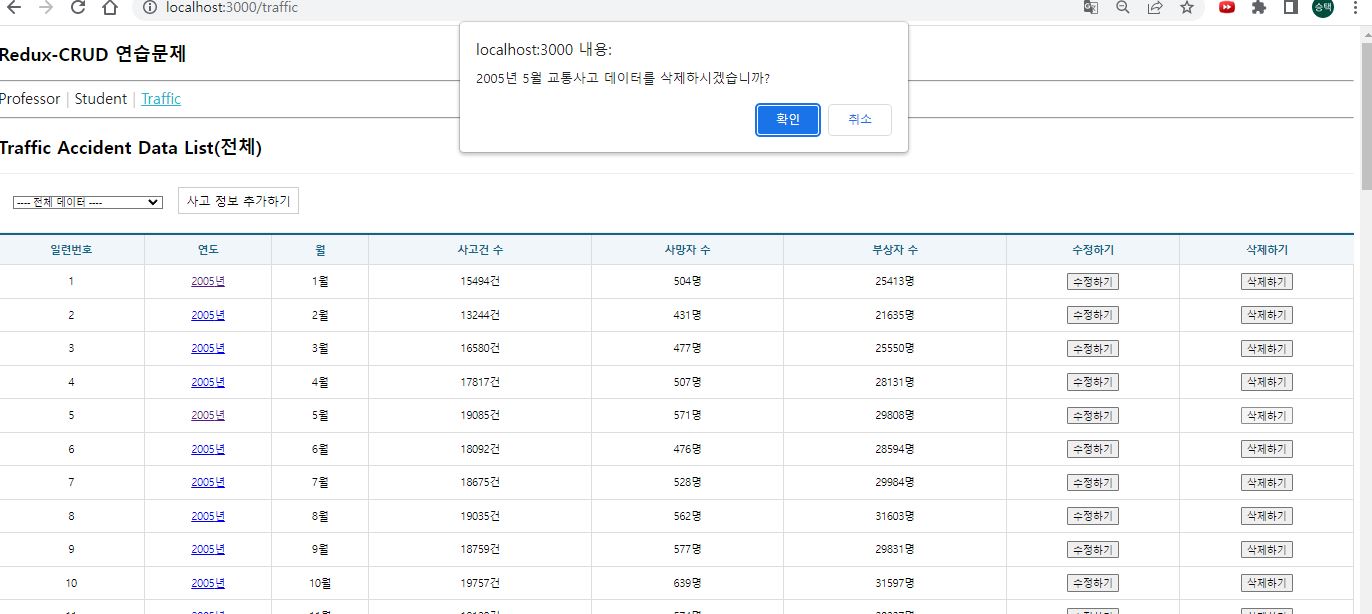 localhost:3000/traffic
승택
localhost:3000 내용:
2005년 5월 교통사고 데이터를 삭제하시겠습니까?
확인 취소
Redux-CRUD 연습문제
Professor | Student | Traffic
Traffic Accident Data List(전체)
---- 전체 데이터 ---- 사고 정보 추가하기
일련번호 연도 월 사고건 수 사망자 수 부상자 수 수정하기 삭제하기
1 2005년 1월 15494건 504명 25413명 수정하기 삭제하기
2 2005년 2월 13244건 431명 21635명 수정하기 삭제하기
3 2005년 3월 16580건 477명 25550명 수정하기 삭제하기
4 2005년 4월 17817건 507명 28131명 수정하기 삭제하기
5 2005년 5월 19085건 571명 29808명 수정하기 삭제하기
6 2005년 6월 18092건 476명 28594명 수정하기 삭제하기
7 2005년 7월 18675건 528명 29984명 수정하기 삭제하기
8 2005년 8월 19035건 562명 31603명 수정하기 삭제하기
9 2005년 9월 18759건 577명 29831명 수정하기 삭제하기
10 2005년 10월 19757건 639명 31597명 수정하기 삭제하기